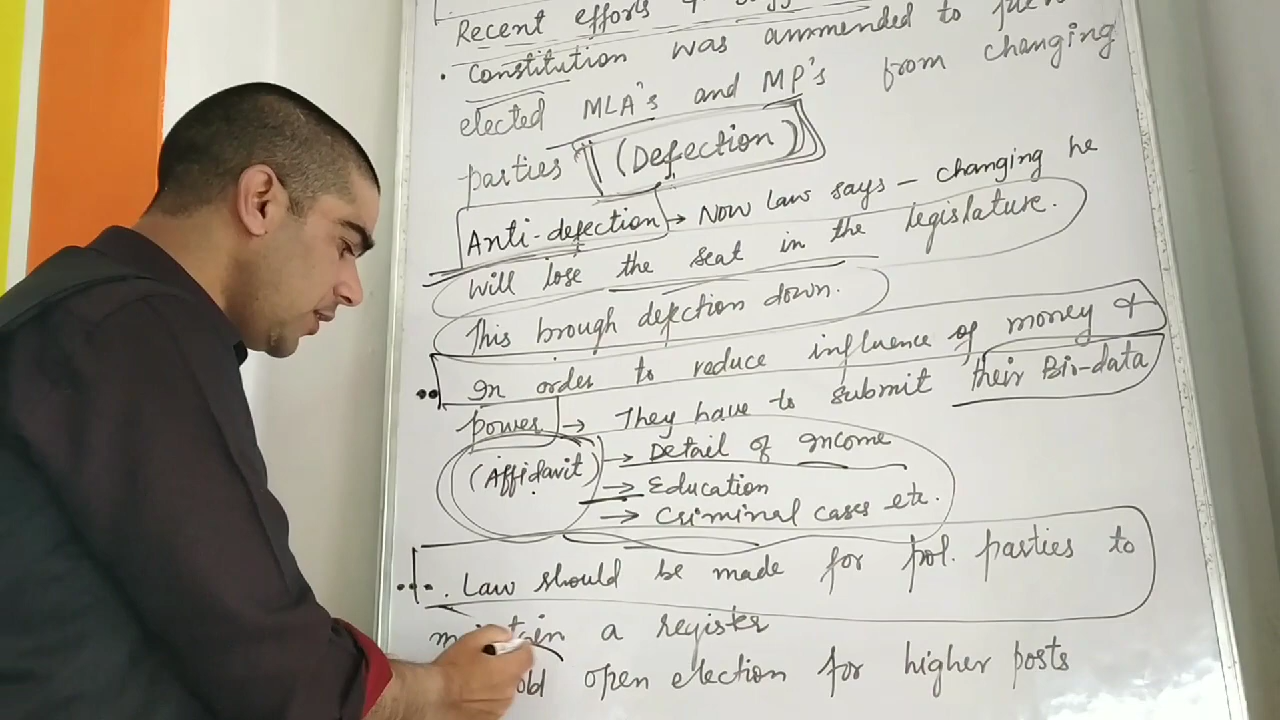 Recent efforts
• Constitution was ammended to
elected MLA's and MP's from changing
parties (Defection)
Anti-defection → Now law says – changing he
will lose the seat in the legislature.
This brough defection down.
•• In order to reduce influence of money &
power → They have to submit their Bio-data
(Affidavit) → Detail of income
→ Education
→ Criminal cases etc.
•••. Law should be made for pol. parties to
a register
open election for higher posts